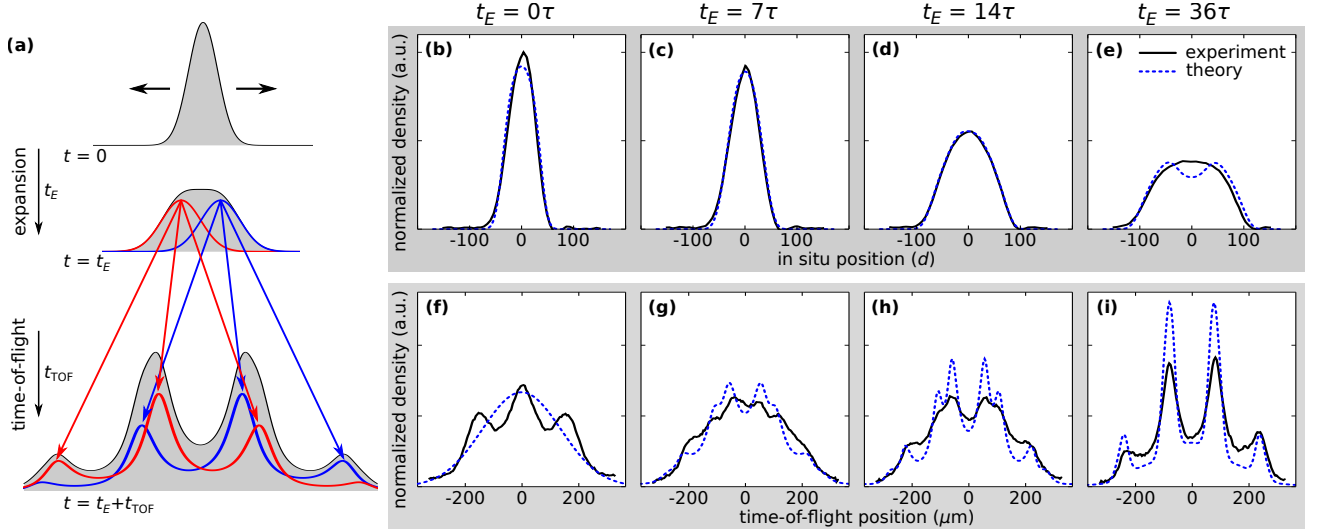 (a)
t = 0
expansion
t_E
t = t_E
time-of-flight
t_TOF
t = t_E+t_TOF
t_E = 0τ
t_E = 7τ
t_E = 14τ
t_E = 36τ
normalized density (a.u.)
(b)
(c)
(d)
(e)
experiment
theory
-100 0 100
-100 0 100
-100 0 100
-100 0 100
in situ position (d)
normalized density (a.u.)
(f)
(g)
(h)
(i)
-200 0 200
-200 0 200
-200 0 200
-200 0 200
time-of-flight position (μm)